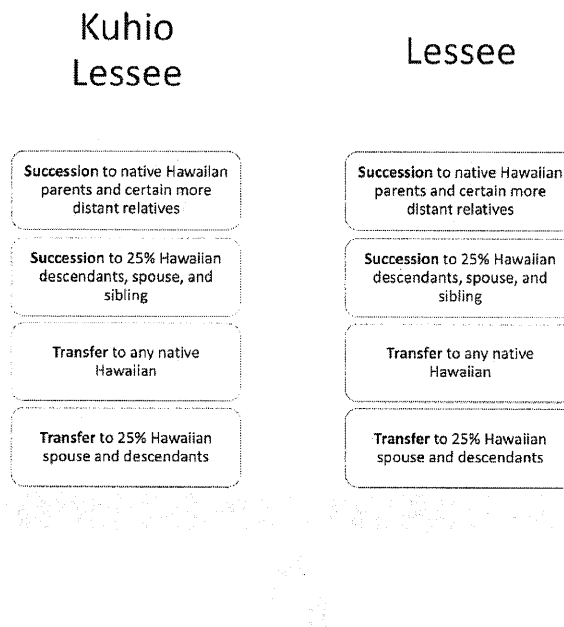 Kuhio
Lessee
Succession to native Hawaiian
parents and certain more
distant relatives
Succession to 25% Hawaiian
descendants, spouse, and
sibling
Transfer to any native
Hawaiian
Transfer to 25% Hawaiian
spouse and descendants
Lessee
Succession to native Hawaiian
parents and certain more
distant relatives
Succession to 25% Hawaiian
descendants, spouse, and
sibling
Transfer to any native
Hawaiian
Transfer to 25% Hawaiian
spouse and descendants